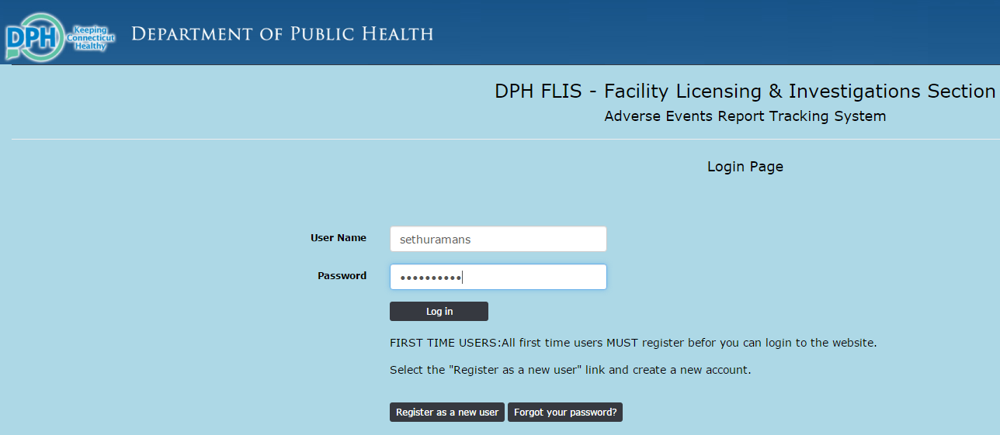 DPH
Keeping
Connecticut
Healthy
DEPARTMENT OF PUBLIC HEALTH
DPH FLIS - Facility Licensing & Investigations Section
Adverse Events Report Tracking System
Login Page
User Name sethuramans
Password ••••••••••
Log in
FIRST TIME USERS:All first time users MUST register befor you can login to the website.
Select the "Register as a new user" link and create a new account.
Register as a new user Forgot your password?